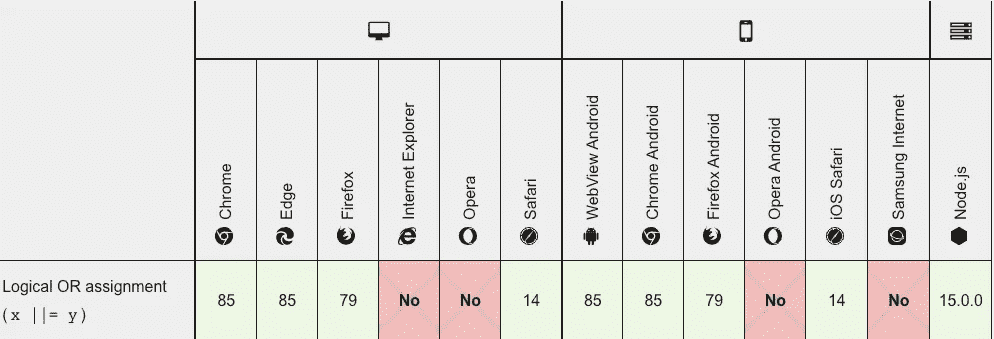 Chrome
Edge
Firefox
Internet Explorer
Opera
Safari
WebView Android
Chrome Android
Firefox Android
Opera Android
iOS Safari
Samsung Internet
Node.js
Logical OR assignment
(x ||= y)
85
85
79
No
No
14
85
85
79
No
14
No
15.0.0